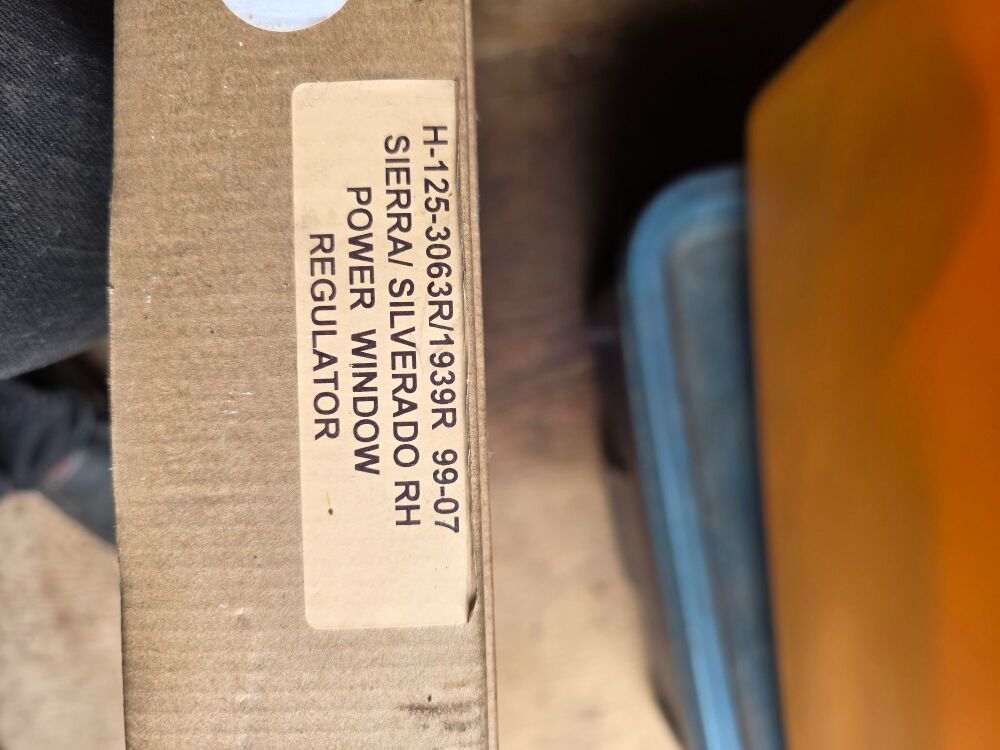 H-125-3063R/1939R 99-07
SIERRA/ SILVERADO RH
POWER WINDOW
REGULATOR